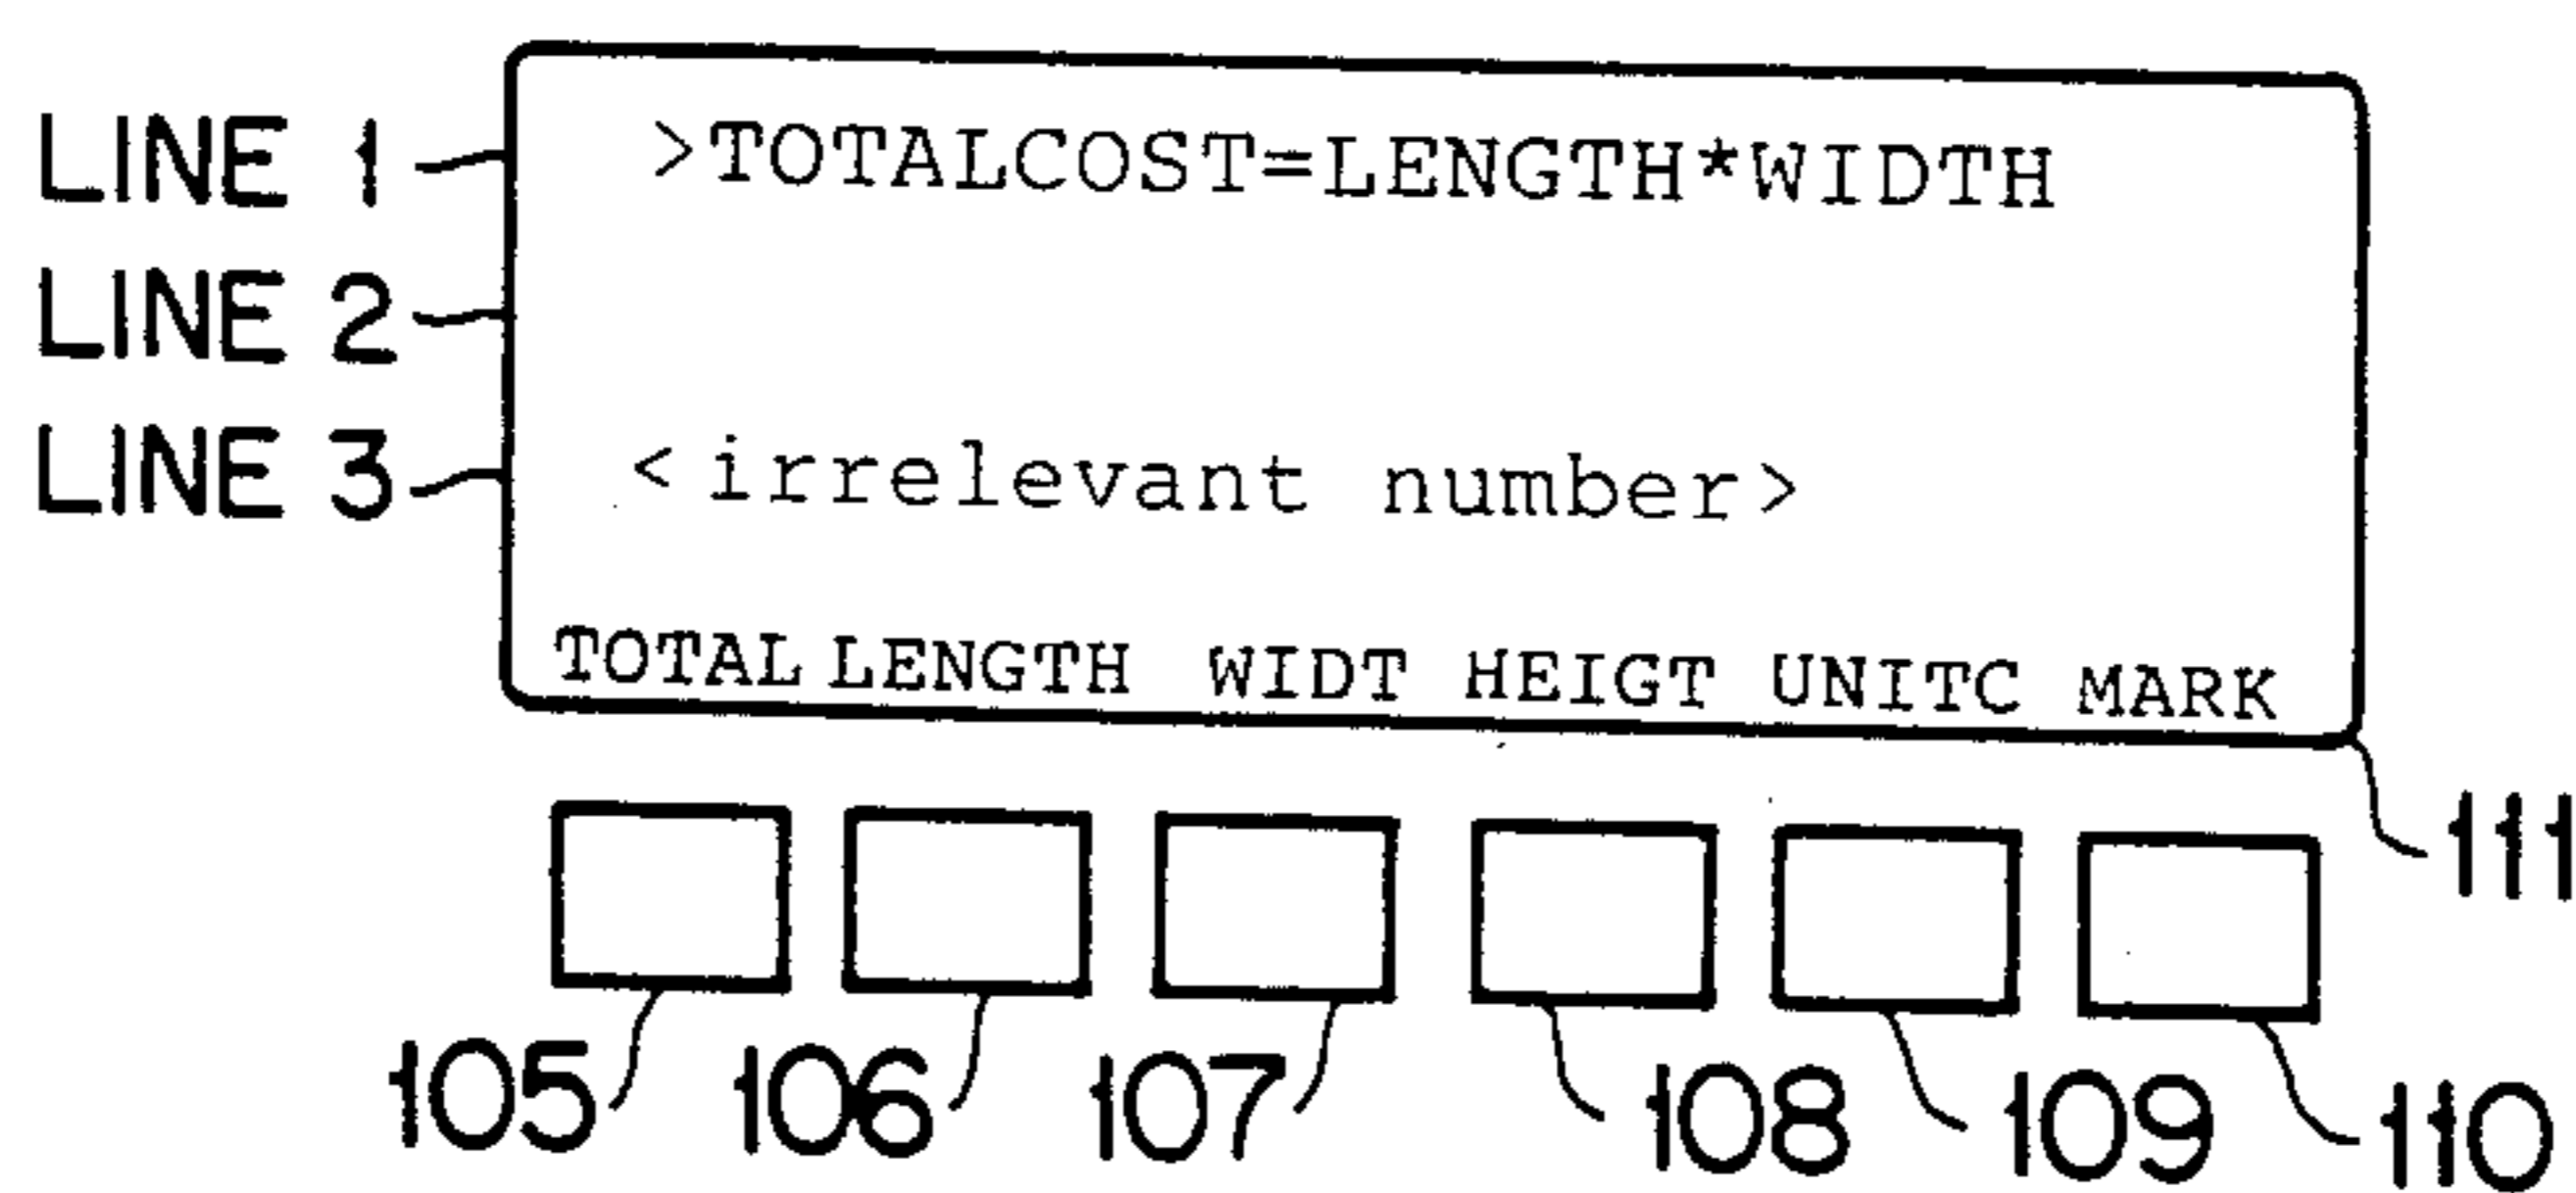 LINE 1 >TOTALCOST=LENGTH*WIDTH
LINE 2
LINE 3 <irrelevant number>
TOTAL LENGTH WIDT HEIGT UNITC MARK
111
105 106 107 108 109 110